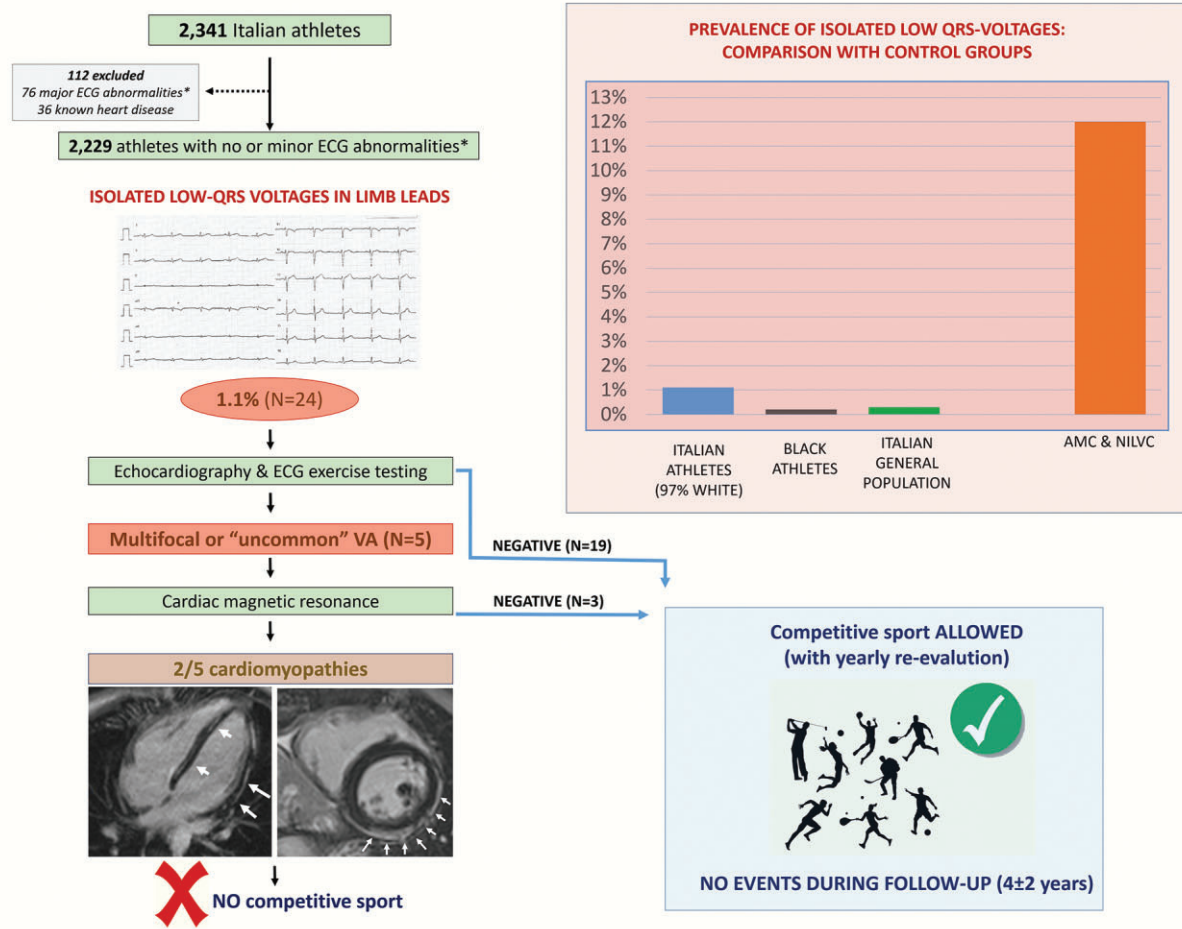 2,341 Italian athletes
112 excluded
76 major ECG abnormalities*
36 known heart disease
2,229 athletes with no or minor ECG abnormalities*
ISOLATED LOW-QRS VOLTAGES IN LIMB LEADS
1.1% (N=24)
Echocardiography & ECG exercise testing
Multifocal or “uncommon” VA (N=5)
NEGATIVE (N=19)
Cardiac magnetic resonance
NEGATIVE (N=3)
2/5 cardiomyopathies
NO competitive sport
PREVALENCE OF ISOLATED LOW QRS-VOLTAGES:
COMPARISON WITH CONTROL GROUPS
13%
12%
11%
10%
9%
8%
7%
6%
5%
4%
3%
2%
1%
0%
ITALIAN
ATHLETES
(97% WHITE)
BLACK
ATHLETES
ITALIAN
GENERAL
POPULATION
AMC & NILVC
Competitive sport ALLOWED
(with yearly re-evalution)
NO EVENTS DURING FOLLOW-UP (4±2 years)